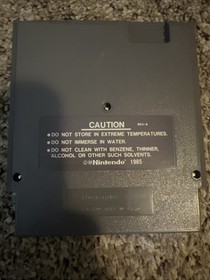 CAUTION
REV-A
•DO NOT STORE IN EXTREME TEMPERATURES.
•DO NOT IMMERSE IN WATER.
•DO NOT CLEAN WITH BENZENE, THINNER,
ALCOHOL OR OTHER SUCH SOLVENTS.
©®Nintendo® 1985